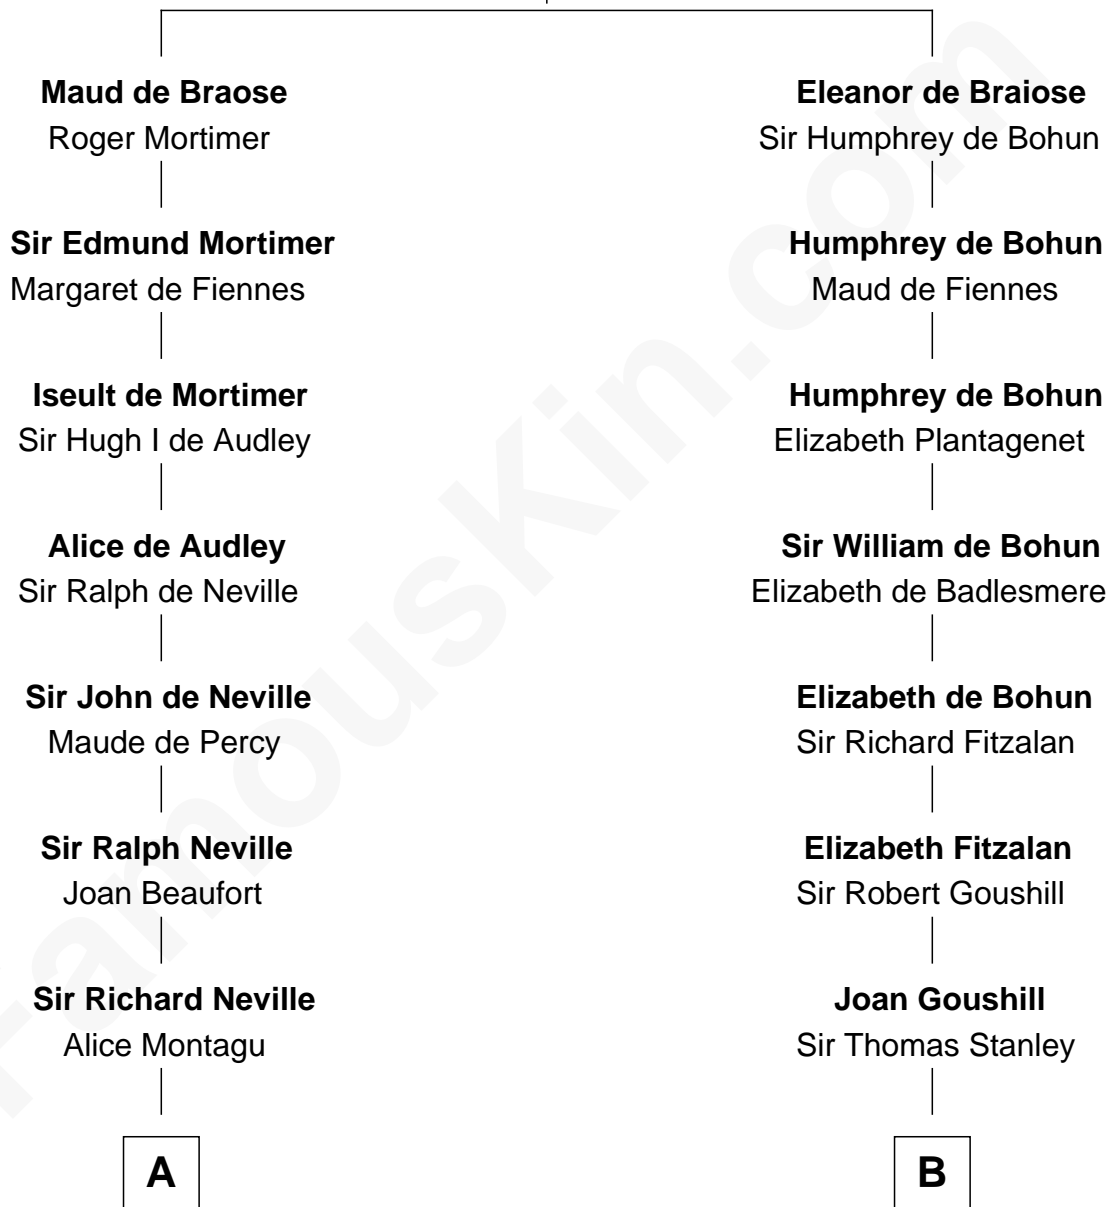 Maud de Braose
Roger Mortimer
Sir Edmund Mortimer
Margaret de Fiennes
Iseult de Mortimer
Sir Hugh I de Audley
Alice de Audley
Sir Ralph de Neville
Sir John de Neville
Maude de Percy
Sir Ralph Neville
Joan Beaufort
Sir Richard Neville
Alice Montagu
A
Eleanor de Braiose
Sir Humphrey de Bohun
Humphrey de Bohun
Maud de Fiennes
Humphrey de Bohun
Elizabeth Plantagenet
Sir William de Bohun
Elizabeth de Badlesmere
Elizabeth de Bohun
Sir Richard Fitzalan
Elizabeth Fitzalan
Sir Robert Goushill
Joan Goushill
Sir Thomas Stanley
B
FamousKin.com